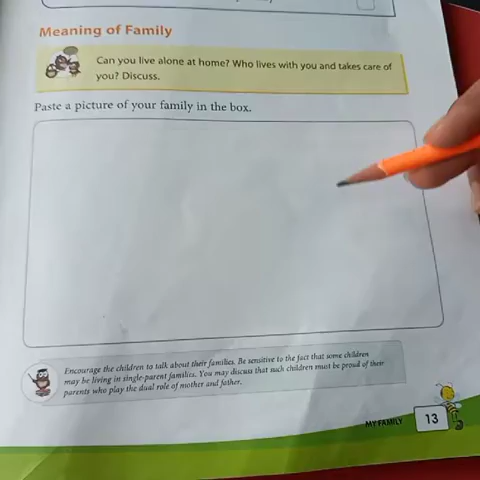 Meaning of Family
Can you live alone at home? Who lives with you and takes care of
you? Discuss.
Paste a picture of your family in the box.
Encourage the children to talk about their families. Be sensitive to the fact that some children
may be living in single-parent families. You may discuss that such children must be proud of their
parents who play the dual role of mother and father.
MY FAMILY
13